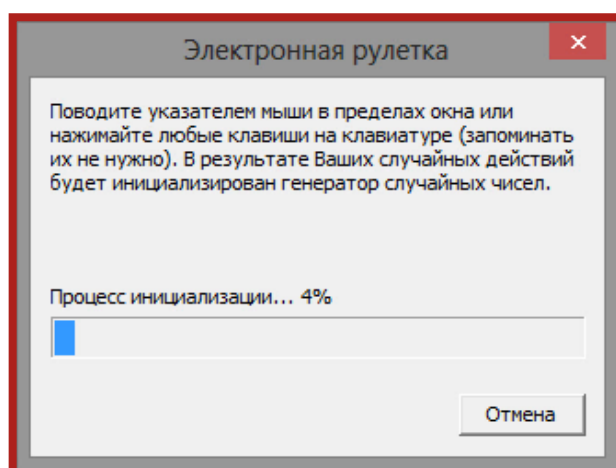 Электронная рулетка
Поводите указателем мыши в пределах окна или
нажимайте любые клавиши на клавиатуре (запоминать
их не нужно). В результате Ваших случайных действий
будет инициализирован генератор случайных чисел.
Процесс инициализации... 4%
Отмена